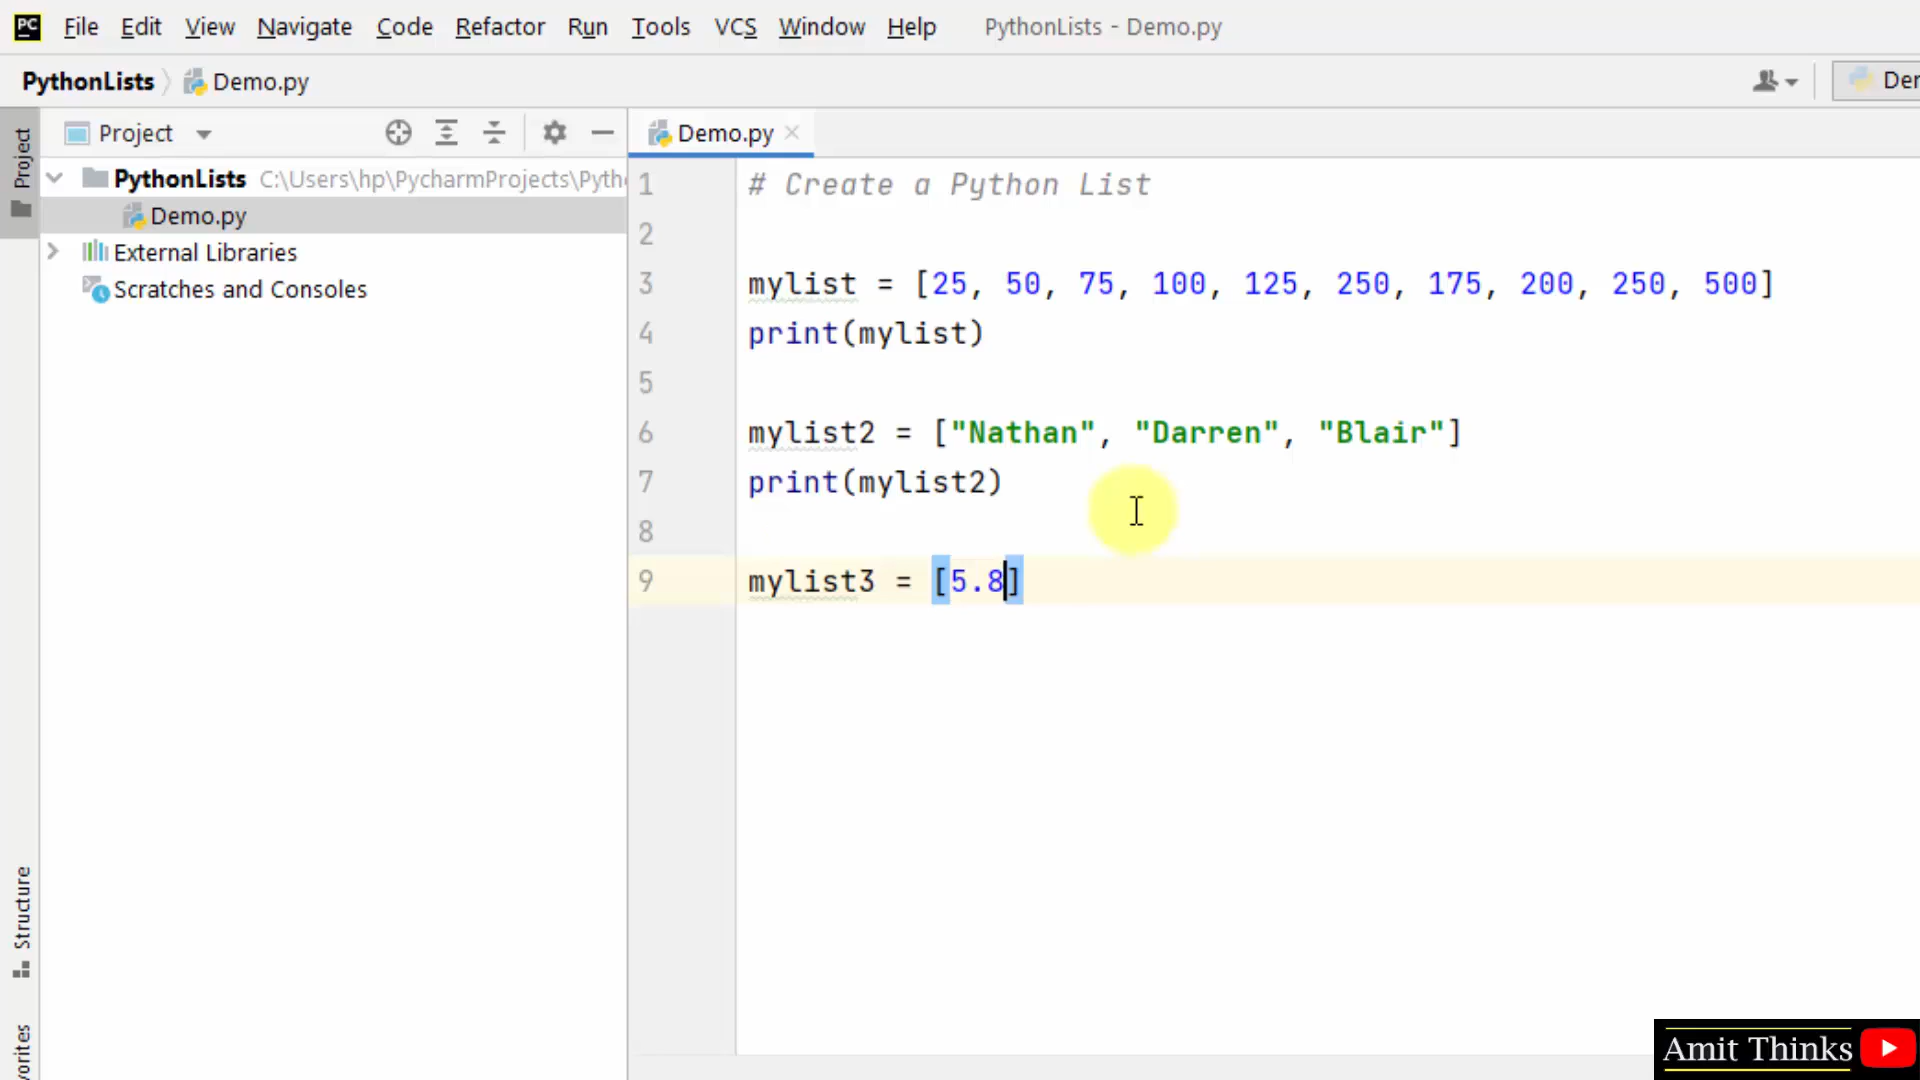 PC File Edit View Navigate Code Refactor Run Tools VCS Window Help PythonLists - Demo.py
PythonLists Demo.py
Project
Project
Demo.py
PythonLists C:\Users\hp\PycharmProjects\Pyth
Demo.py
External Libraries
Scratches and Consoles
1 # Create a Python List
2
3 mylist = [25, 50, 75, 100, 125, 250, 175, 200, 250, 500]
4 print(mylist)
5
6 mylist2 = ["Nathan", "Darren", "Blair"]
7 print(mylist2)
8
9 mylist3 = [5.8]
Structure
Amit Thinks